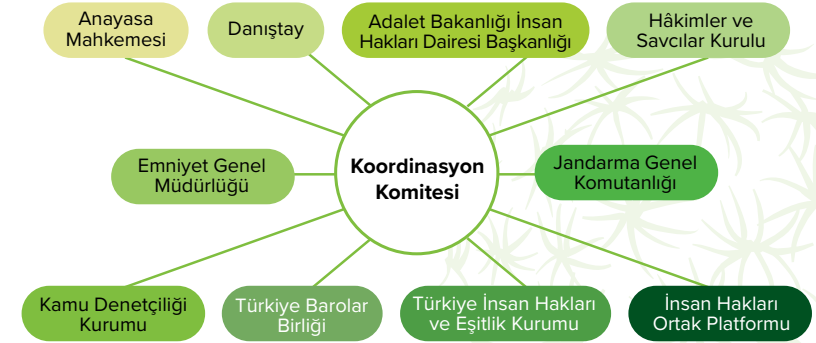 Anayasa
Mahkemesi
Danıştay
Adalet Bakanlığı İnsan
Hakları Dairesi Başkanlığı
Hâkimler ve
Savcılar Kurulu
Emniyet Genel
Müdürlüğü
Koordinasyon
Komitesi
Jandarma Genel
Komutanlığı
Kamu Denetçiliği
Kurumu
Türkiye Barolar
Birliği
Türkiye İnsan Hakları
ve Eşitlik Kurumu
İnsan Hakları
Ortak Platformu